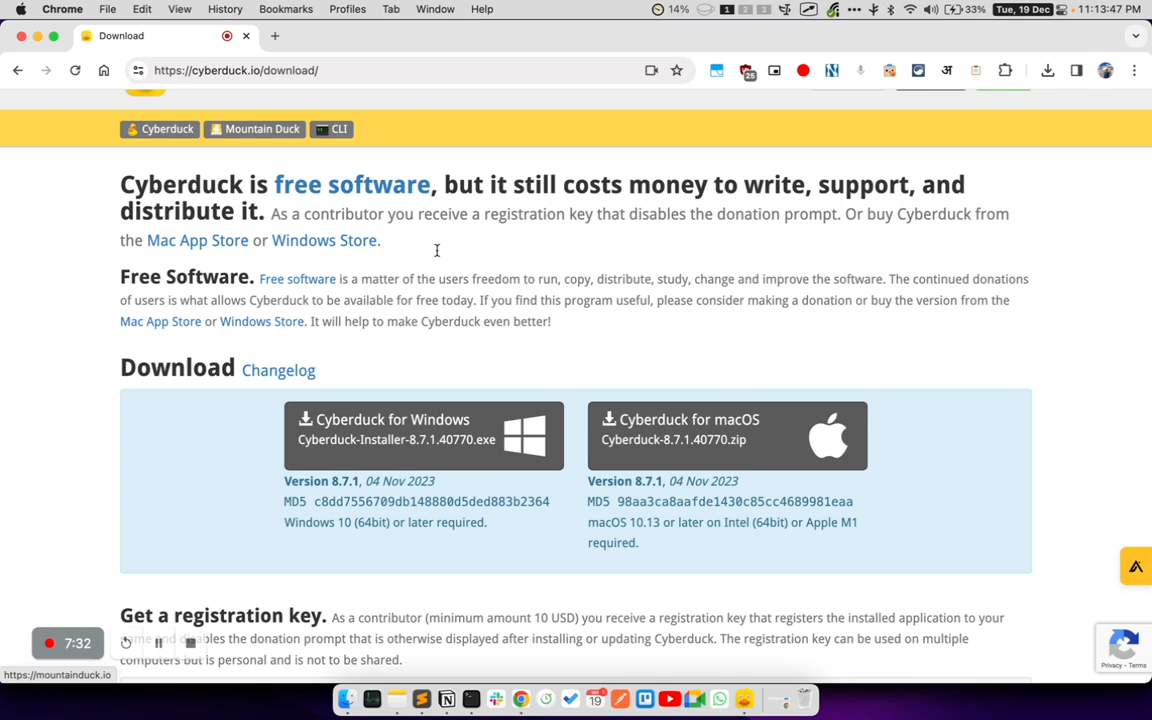 Chrome File Edit View History Bookmarks Profiles Tab Window Help 14% 1 2 3 33% Tue, 19 Dec 11:13:47 PM
Download
https://cyberduck.io/download/ 25 अ
Cyberduck Mountain Duck CLI
Cyberduck is free software, but it still costs money to write, support, and
distribute it. As a contributor you receive a registration key that disables the donation prompt. Or buy Cyberduck from
the Mac App Store or Windows Store.
Free Software. Free software is a matter of the users freedom to run, copy, distribute, study, change and improve the software. The continued donations
of users is what allows Cyberduck to be available for free today. If you find this program useful, please consider making a donation or buy the version from the
Mac App Store or Windows Store. It will help to make Cyberduck even better!
Download Changelog
Cyberduck for Windows
Cyberduck-Installer-8.7.1.40770.exe
Version 8.7.1, 04 Nov 2023
MD5 c8dd7556709db148880d5ded883b2364
Windows 10 (64bit) or later required.
Cyberduck for macOS
Cyberduck-8.7.1.40770.zip
Version 8.7.1, 04 Nov 2023
MD5 98aa3ca8aafde1430c85cc4689981eaa
macOS 10.13 or later on Intel (64bit) or Apple M1
required.
Get a registration key. As a contributor (minimum amount 10 USD) you receive a registration key that registers the installed application to your
name and disables the donation prompt that is otherwise displayed after installing or updating Cyberduck. The registration key can be used on multiple
computers but is personal and is not to be shared.
7:32
https://mountainduck.io
Privacy - Terms
19